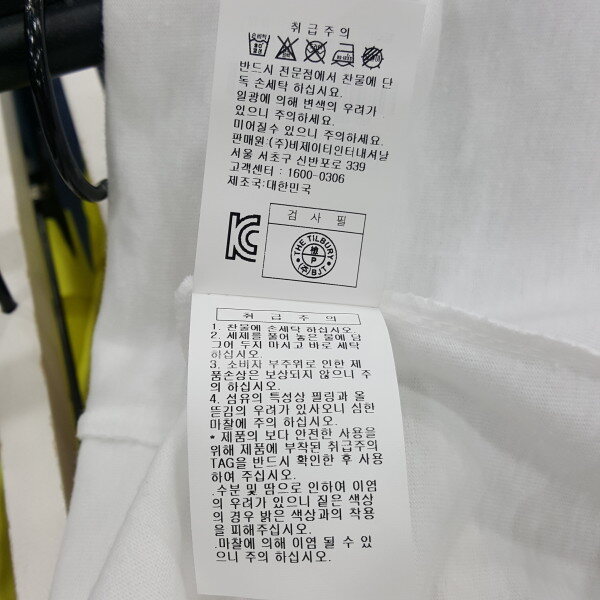 취급주의
반드시 전문점에서 찬물에 단
독 손세탁 하십시요.
일광에 의해 변색의 우려가
있으니 주의하세요.
미어질수 있으니 주의하세요.
판매원:(주)비제이티인터내셔날
서울 서초구 신반포로 339
고객센터 : 1600-0306
제조국:대한민국
검 사 필
THE TILBURY
檢
P
(주)BJT
취 급 주 의
1. 찬물에 손세탁 하십시오.
2. 세제를 풀어 놓은 물에 담
그어 두지 마시고 바로 세탁
하십시오.
3. 소비자 부주위로 인한 제
품손상은 보상되지 않으니 주
의 하십시오.
4. 섬유의 특성상 필링과 올
뜯김의 우려가 있사오니 심한
마찰에 주의 하십시오.
* 제품의 보다 안전한 사용을
위해 제품에 부착된 취급주의
TAG을 반드시 확인한 후 사용
하여 주십시오.
.수분 및 땀으로 인하여 이염
의 우려가 있으니 짙은 색상
의 경우 밝은 색상과의 착용
을 피해주십시오.
.마찰에 의해 이염 될 수 있
으니 주의 하십시오.